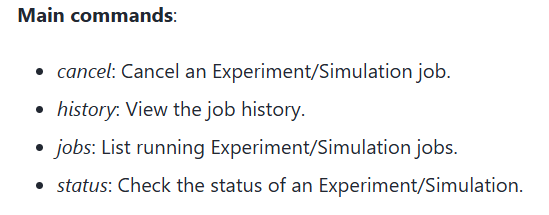 Main commands:
• cancel: Cancel an Experiment/Simulation job.
• history: View the job history.
• jobs: List running Experiment/Simulation jobs.
• status: Check the status of an Experiment/Simulation.